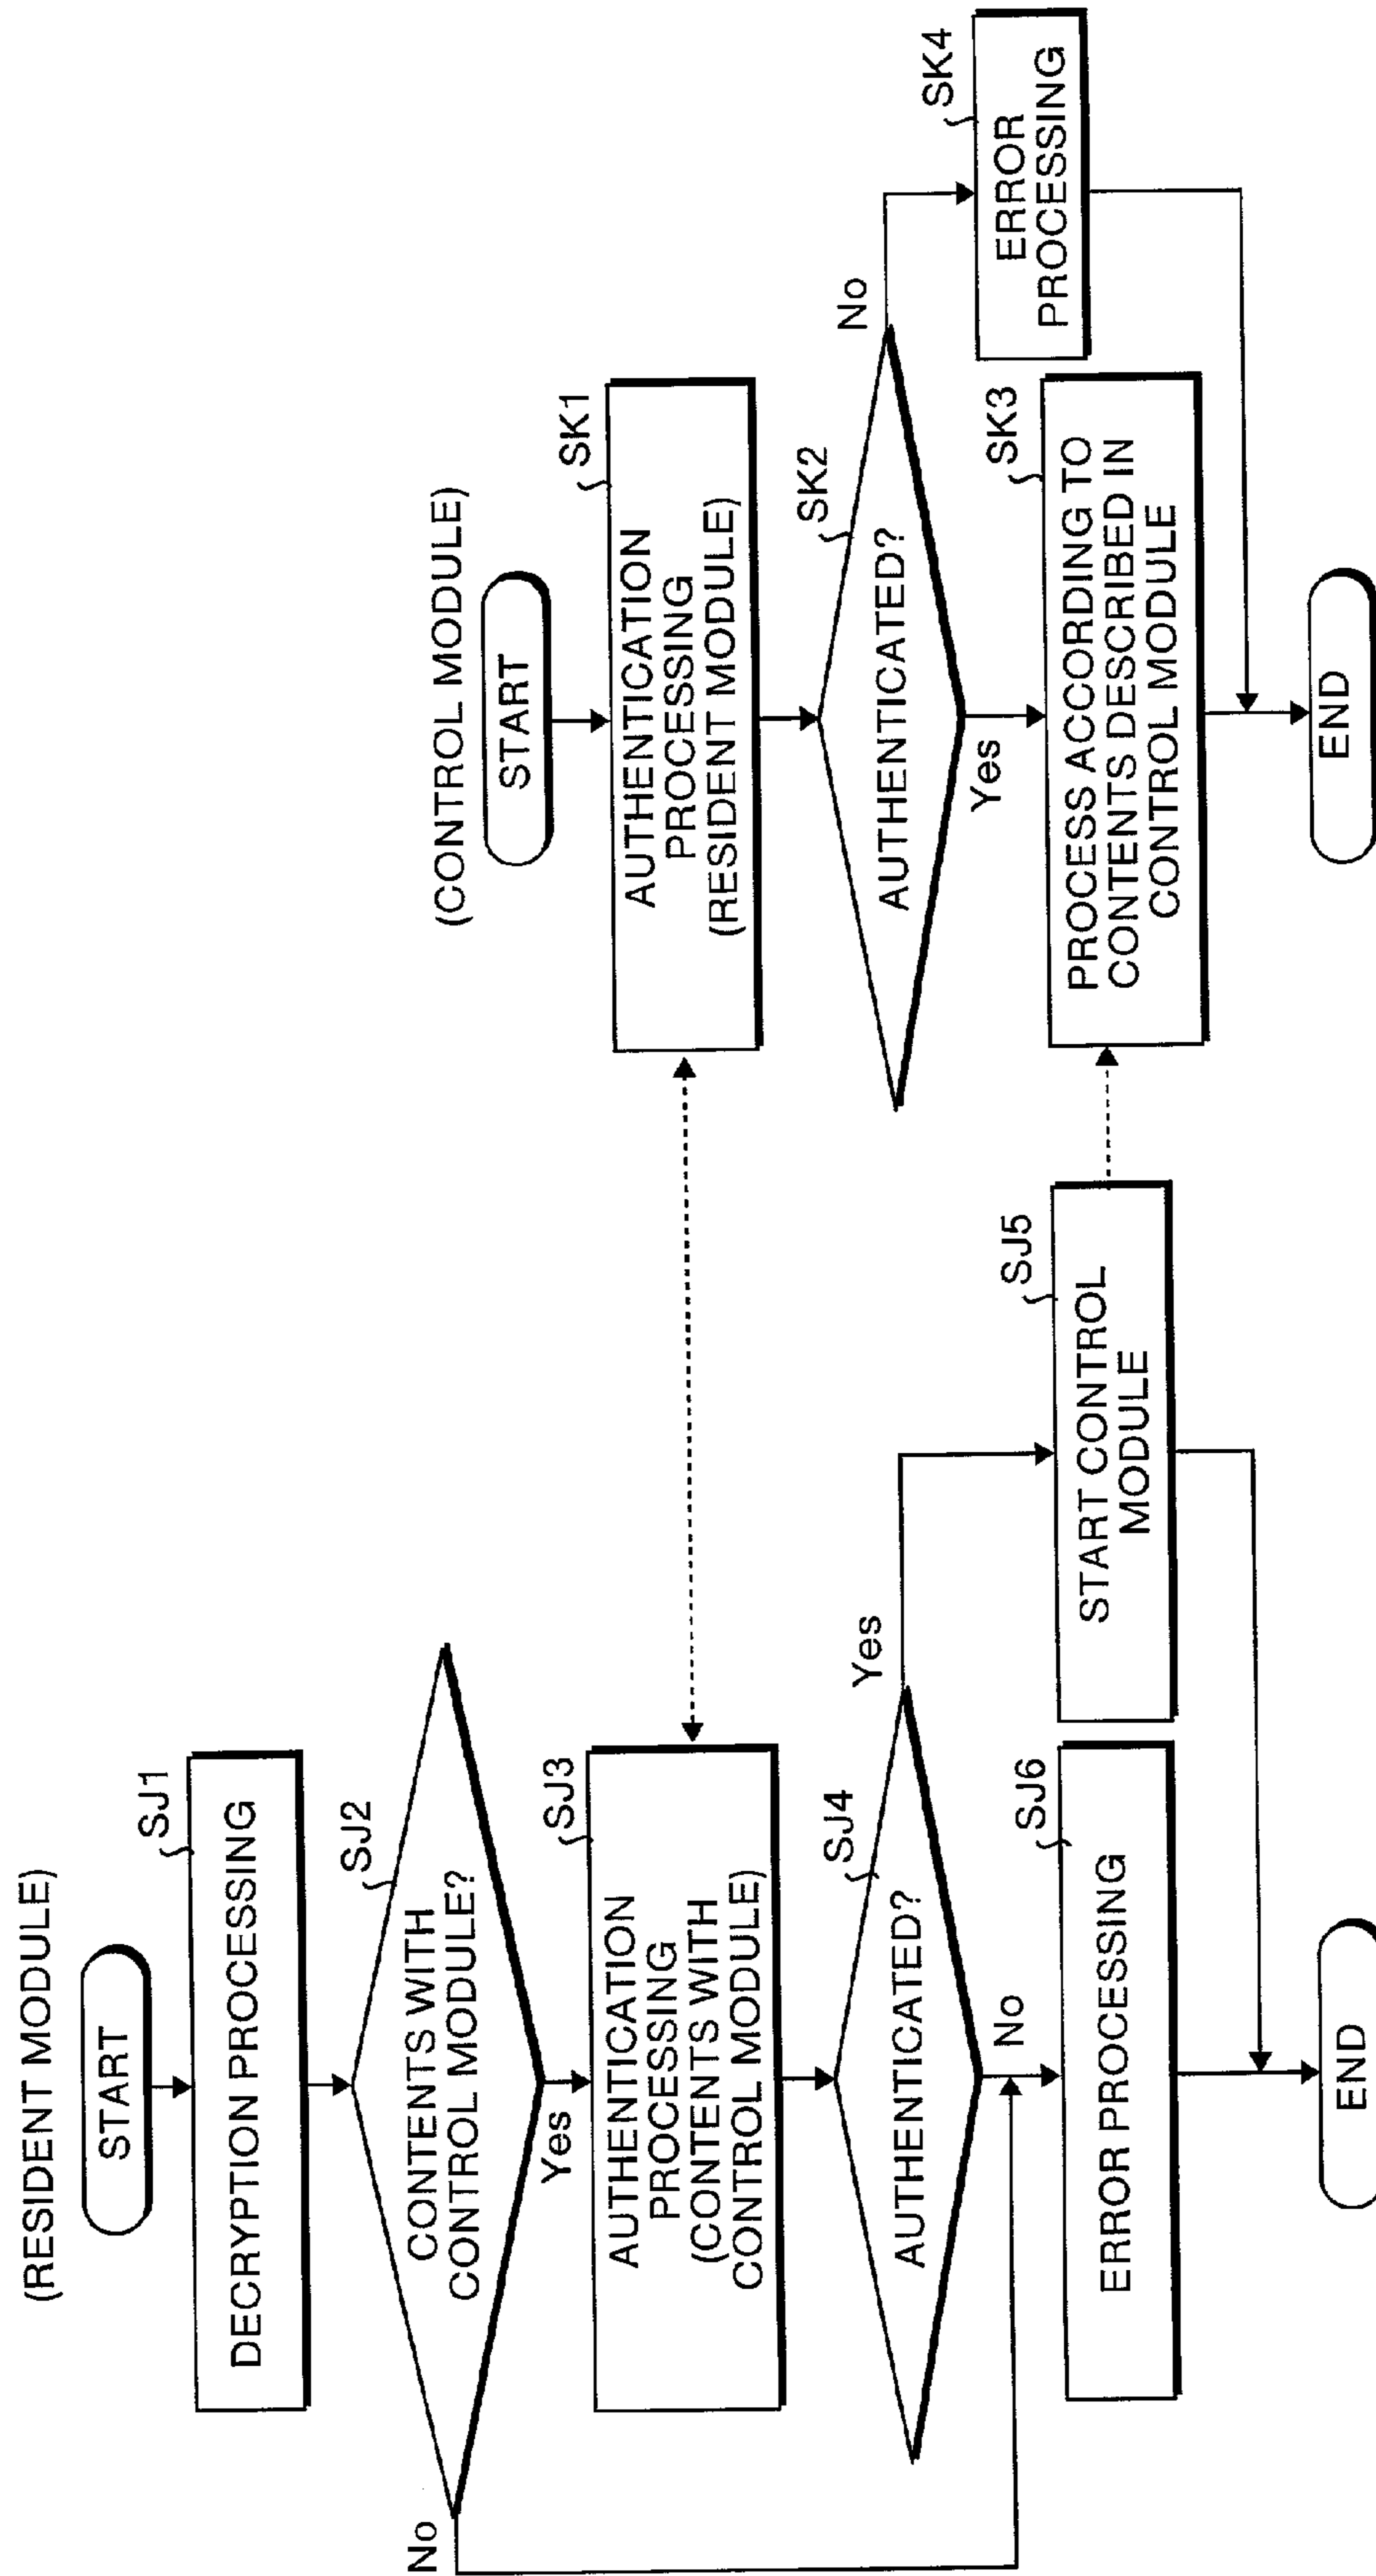 (RESIDENT MODULE)
START
SJ1
DECRYPTION PROCESSING
SJ2
CONTENTS WITH
CONTROL MODULE?
No
Yes
SJ3
AUTHENTICATION
PROCESSING
(CONTENTS WITH
CONTROL MODULE)
SJ4
AUTHENTICATED?
Yes
No
SJ5
START CONTROL
MODULE
SJ6
ERROR PROCESSING
END
(CONTROL MODULE)
START
SK1
AUTHENTICATION
PROCESSING
(RESIDENT MODULE)
SK2
AUTHENTICATED?
No
Yes
SK3
PROCESS ACCORDING TO
CONTENTS DESCRIBED IN
CONTROL MODULE
SK4
ERROR
PROCESSING
END